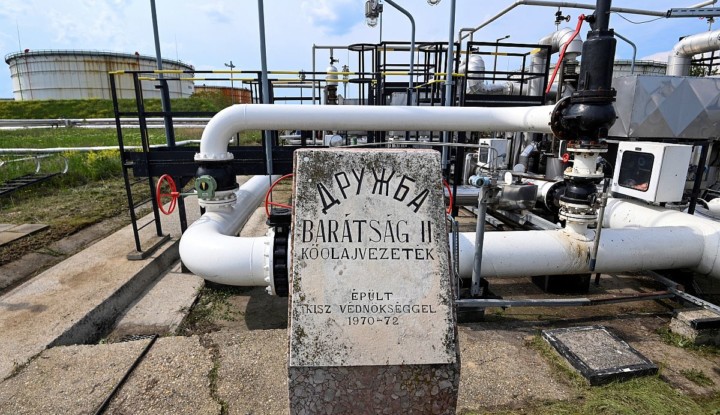 ДРУЖБА
BARÁTSÁG II
KŐOLAJVEZETÉK
ÉPÜLT
KISZ VÉDNÖKSÉGGEL
1970-72